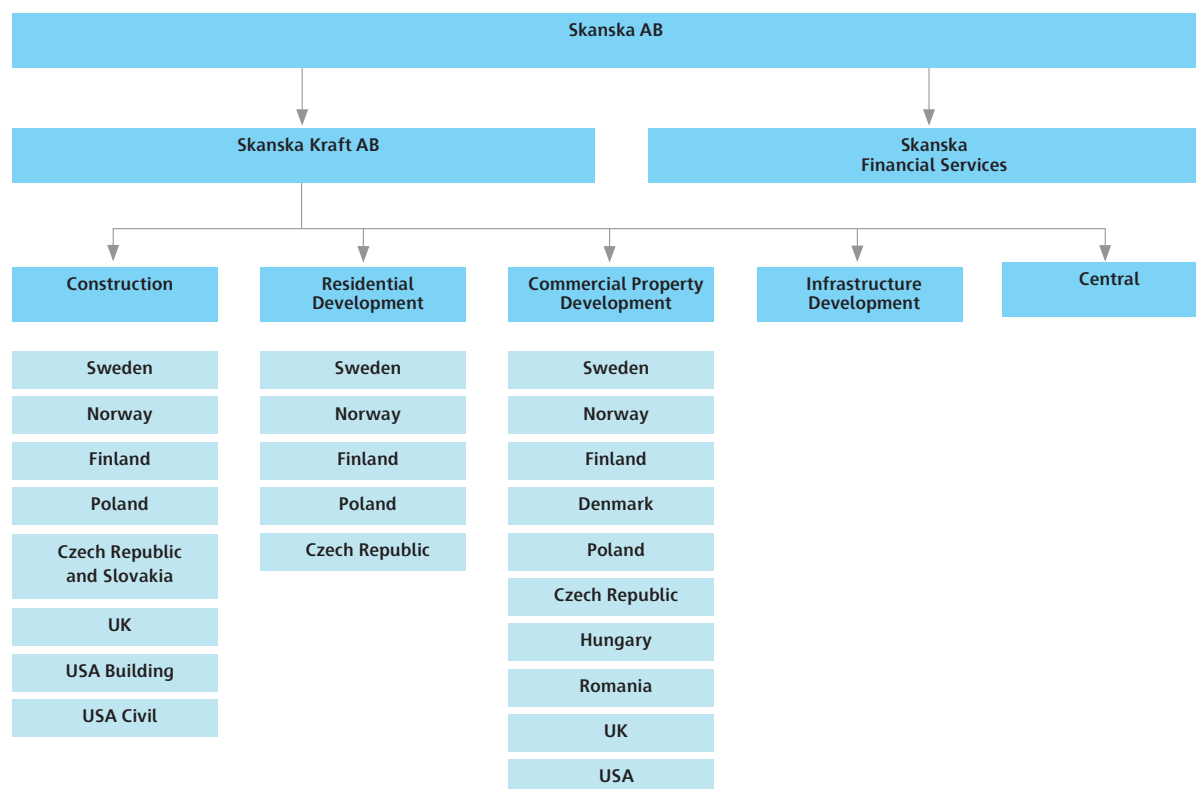 Skanska AB
Skanska Kraft AB
Skanska
Financial Services
Construction
Residential
Development
Commercial Property
Development
Infrastructure
Development
Central
Sweden
Norway
Finland
Poland
Czech Republic
and Slovakia
UK
USA Building
USA Civil
Sweden
Norway
Finland
Poland
Czech Republic
Sweden
Norway
Finland
Denmark
Poland
Czech Republic
Hungary
Romania
UK
USA